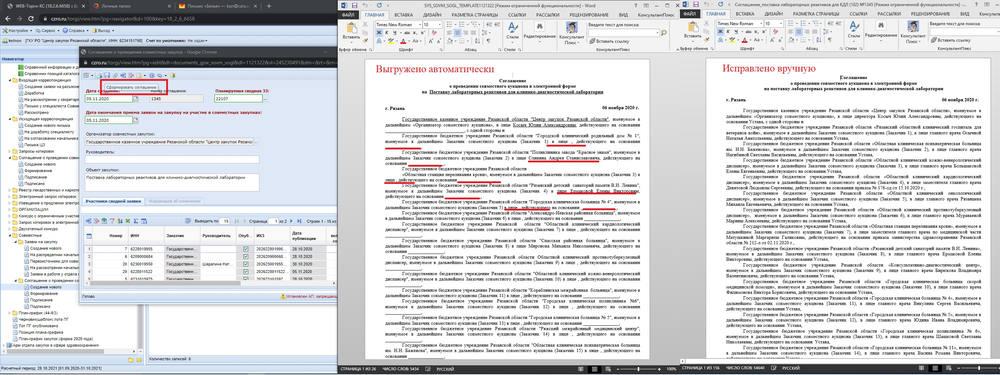 WEB-Торги-КС (18.2.6.6658) :: (ke
Личные папки
Письмо «Белье» — kon@czro.ru
czro.ru/torgi/view.htm?pg=navigator&d=100&key=18_2_6_6658
Настройки
Сервис
Справка
Выход
kelnon [ГКУ РО "Центр закупок Рязанской области", ИНН: 6234151768] Счет по умолчанию: Не задан
Навигатор
Справочний информации и до
Справочник позиций каталога
Входящая корреспонденция
Создание заявки на разъясне
Доработка
На рассмотрении у секретаря
Письмо у специалиста Совме
Рассмотрено
Исходящая корреспонденция
Создание нового письма
На доработку специалисту
На согласовании начальника
Письма ЦЗ
Запросы котировок
Соглашение о проведении совме
Создание нового
Формирование
Подписание
Подписано
Реестр лекарственных и наркоти
Электронный запрос котировок
Извещение о продлении электро
ОРГАНИЗАЦИИ
Конкурс с ограниченным участие
Запрос котировок в электронной
Двухэтапный конкурс
Совместные
Заявки на закупку
Создание нового
На распределнии начальн
Первоисточники для совм.
На рассмотрении начальн
Заявки в работе у отдела с
Соглашение о проведении со
Создание нового
Формирование
Подписание
Подписано
План-график (44-ФЗ)
Черновик(шаблон) лота ПГ
Лот ПГ опубликовано
Позиция плана-графика
План-график закупок (форма 2020 года)
Арм отдела закупок в сфере здравоохранения
Расчетный период: 28.10.2021 [01.09.2020-31.10.2021]
Количество записей: 6
Соглашение о проведении совместных закупок - Google Chrome
czro.ru/torgi/view.htm?pg=edit&dt=documents_gzw_sovm_sogl&dl=1121322&vl=245230491&dm=&rt=&rn=
Сформировать соглашение
Дата создания:
Номер соглашения:
Планируемая сводная ЗЗ:
05.11.2020
1345
22107
Дата окончания приема заявок на закупку на участие в совместных закупках:
05.11.2020
Организатор совместных закупок:
Государственное казенное учреждение Рязанской области "Центр закупок Рязанс
Руководитель:
Объект закупки:
Поставка лабораторных реактивов для клинико-диагностической лаборатории
Участники сводной заявки
Информация об изменениях
Выводить по 15
Страница 1 из 2
Строки 1 - 15 из
Номер ИНН Заказчик Руководитель Опуб... ИКЗ Дата публикации вкл со
1 7 6228019955 Государственн... 202622801995... 28.10.2020
2 6 6209000684 Государственн... 202620900068... 28.10.2020
3 20 6230019550 Государственн... Шарапина Нат... 202623001955... 30.10.2020
4 29 6228011522 Государственн... 2026228011522... 05.11.2020
5 5 6231015975 Государственн 202623101597 28.10.2020
Готово
Установлен АП, запрещающ
SYS_SOVM_SOGL_TEMPLATE1121322 [Режим ограниченной функциональности] - Word
ФАЙЛ ГЛАВНАЯ ВСТАВКА ДИЗАЙН РАЗМЕТКА СТРАНИЦЫ ССЫЛКИ РАССЫЛКИ РЕЦЕНЗИРОВАНИЕ ВИД КонсультантПлюс
Times New Roman 10
Вставить
Стили
Редактирование
Консультант Плюс
Введите текст для поиска:
Вставить ссылку
Буфер обмена
Шрифт
Абзац
Стили
КонсультантПлюс
Выгружено автоматически
Соглашение
о проведении совместного аукциона в электронной форме
на Поставку лабораторных реактивов для клинико-диагностической лаборатории
г. Рязань 06 ноября 2020 г.
Государственное казенное учреждение Рязанской области "Центр закупок Рязанской области", именуемое в
дальнейшем «Организатор совместного аукциона», в лице Косыч Юлии Александровны, действующего на основании
________________, с одной стороны и
Государственное бюджетное учреждение Рязанской области "Городской клинический родильный дом № 1",
именуемое в дальнейшем Заказчик совместного аукциона (Заказчик 1) в лице , действующего на основании
________________,
Государственное бюджетное учреждение Рязанской области "Поликлиника завода "Красное знамя", именуемое в
дальнейшем Заказчик совместного аукциона (Заказчик 2) в лице Сливина Андрея Станиславовича, действующего на
основании ________________,
Государственное бюджетное учреждение Рязанской области
«Областная станция переливания крови», именуемое в дальнейшем Заказчик совместного аукциона (Заказчик 3) в
лице , действующего на основании
Государственное бюджетное учреждение Рязанской области "Рязанский детский санаторий памяти В.И. Ленина",
именуемое в дальнейшем Заказчик совместного аукциона (Заказчик 4) в лице Ермаковой Елены Викторовны,
действующего на основании ________________,
Государственное бюджетное учреждение Рязанской области "Городская клиническая больница № 4", именуемое в
дальнейшем Заказчик совместного аукциона (Заказчик 5) в лице , действующего на основании ________________,
Государственное бюджетное учреждение Рязанской области "Александро-Невская районная больница", именуемое
в дальнейшем Заказчик совместного аукциона (Заказчик 6) в лице , действующего на основании ________________,
Государственное бюджетное учреждение Рязанской области "Областной клинический кардиологический
диспансер", именуемое в дальнейшем Заказчик совместного аукциона (Заказчик 7) в лице , действующего на основании
________________,
Государственное бюджетное учреждение Рязанской области "Спасская районная больница", именуемое в
дальнейшем Заказчик совместного аукциона (Заказчик 8) в лице Миронова Михаила Николаевича, действующего на
основании ________________,
Государственное бюджетное учреждение Рязанской области Областной клинический противотуберкулезный
диспансер, именуемое в дальнейшем Заказчик совместного аукциона (Заказчик 9) в лице , действующего на основании
________________,
Государственное бюджетное учреждение Рязанской области "Областной клинический кожно-венерологический
диспансер", именуемое в дальнейшем Заказчик совместного аукциона (Заказчик 10) в лице , действующего на основании
________________,
Государственное бюджетное учреждение Рязанской области "Кораблинская межрайонная больница", именуемое в
дальнейшем Заказчик совместного аукциона (Заказчик 11) в лице , действующего на основании ________________,
Государственное бюджетное учреждение Рязанской области "Городская клиническая поликлиника №6",
именуемое в дальнейшем Заказчик совместного аукциона (Заказчик 12) в лице , действующего на основании
________________,
Государственное бюджетное учреждение Рязанской области "Городская клиническая больница № 5", именуемое в
дальнейшем Заказчик совместного аукциона (Заказчик 13) в лице , действующего на основании ________________,
Государственное бюджетное учреждение Рязанской области "Ряжский межрайонный медицинский центр",
именуемое в дальнейшем Заказчик совместного аукциона (Заказчик 14) в лице , действующего на основании
________________,
Государственное бюджетное учреждение Рязанской области "Областная клиническая психиатрическая больница
им. Н.Н. Баженова", именуемое в дальнейшем Заказчик совместного аукциона (Заказчик 15) в лице , действующего на
основании ________________,
СТРАНИЦА 1 ИЗ 26 ЧИСЛО СЛОВ: 5434 РУССКИЙ 100%
Соглашение_поставка лабораторных реактивов для КДЛ (102) №1345 [Режим ограниченной функциональности] -...
ФАЙЛ ГЛАВНАЯ ВСТАВКА ДИЗАЙН РАЗМЕТКА СТРАНИЦЫ ССЫЛКИ РАССЫЛКИ РЕЦЕНЗИРОВАНИЕ ВИД Консульта
Times New Roman 10
Вставить
Стили
Редактирование
Консультант Плюс
Введите текст для поиска:
Вставить ссылку
Буфер обмена
Шрифт
Абзац
Стили
КонсультантПлюс
Исправлено вручную
Соглашение
о проведении совместного аукциона в электронной форме
на поставку лабораторных реактивов для клинико-диагностической лаборатории
г. Рязань 06 ноября 2020 г.
Государственное казенное учреждение Рязанской области «Центр закупок Рязанской области», именуемое в
дальнейшем «Организатор совместного аукциона», в лице директора Косыч Юлии Александровны, действующего на
основании Устава, с одной стороны и
Государственное бюджетное учреждение Рязанской области «Рязанский областной клинический госпиталь для
ветеранов войн», именуемое в дальнейшем Заказчик совместного аукциона (Заказчик 1), в лице главного врача Осычной
Натальи Анатольевны, действующего на основании Устава,
Государственное бюджетное учреждение Рязанской области «Областная клиническая психиатрическая больница
им. Н.Н. Баженова», именуемое в дальнейшем Заказчик совместного аукциона (Заказчик 2), в лице главного врача
Нагибиной Светланы Васильевны, действующего на основании Устава,
Государственное бюджетное учреждение Рязанской области «Областной клинический кожно-венерологический
диспансер», именуемое в дальнейшем Заказчик совместного аукциона (Заказчик 3), в лице главного врача Большаковой
Елены Евгеньевны, действующего на основании Устава,
Государственное бюджетное учреждение Рязанской области «Областной клинический кардиологический
диспансер», именуемое в дальнейшем Заказчик совместного аукциона (Заказчик 4), в лице заместителя главного врача
Девятовой Людмилы Сергеевны, действующего на основании приказа № 176-од от 15.10.2020 г.,
Государственное бюджетное учреждение Рязанской области «Областной клинический онкологический
диспансер», именуемое в дальнейшем Заказчик совместного аукциона (Заказчик 5), в лице главного врача Рязанцева
Михаила Евгеньевича, действующего на основании Устава,
Государственное бюджетное учреждение Рязанской области «Областной клинический противотуберкулезный
диспансер», именуемое в дальнейшем Заказчик совместного аукциона (Заказчик 6), в лице главного врача Муравьевой
Марины Алексеевны, действующего на основании Устава,
Государственное бюджетное учреждение Рязанской области «Областная станция переливания крови», именуемое в
дальнейшем Заказчик совместного аукциона (Заказчик 7), в лице заместителя главного врача по медицинской части
Матушкиной Маргариты Галиковны, действующего на основании приказа министерства здравоохранения Рязанской
области № 212-л от 02.11.2020 г.,
Государственное бюджетное учреждение Рязанской области «Рязанский детский санаторий памяти В.И. Ленина»,
именуемое в дальнейшем Заказчик совместного аукциона (Заказчик 8), в лице главного врача Ермаковой Елены
Викторовны, действующего на основании Устава,
Государственное бюджетное учреждение Рязанской области «Консультативно-диагностический центр»,
именуемое в дальнейшем Заказчик совместного аукциона (Заказчик 9), в лице главного врача Бирюкова Владимира
Валентиновича, действующего на основании Устава,
Государственное бюджетное учреждение Рязанской области «Городская клиническая больница скорой
медицинской помощи», именуемое в дальнейшем Заказчик совместного аукциона (Заказчик 10), в лице главного врача
Филимонова Виктора Борисовича, действующего на основании Устава,
Государственное бюджетное учреждение Рязанской области «Городская клиническая больница № 4», именуемое в
дальнейшем Заказчик совместного аукциона (Заказчик 11), в лице главного врача Викулина Сергея Васильевича,
действующего на основании Устава,
Государственное бюджетное учреждение Рязанской области «Городская клиническая больница № 5», именуемое в
дальнейшем Заказчик совместного аукциона (Заказчик 12), в лице главного врача Юдина Ивана Владимировича,
действующего на основании Устава,
Государственное бюджетное учреждение Рязанской области «Городская клиническая поликлиника № 6»,
именуемое в дальнейшем Заказчик совместного аукциона (Заказчик 13), в лице главного врача Шашковой Светланы
Николаевны, действующего на основании Устава,
Государственное бюджетное учреждение Рязанской области «Городская клиническая больница № 11», именуемое
в дальнейшем Заказчик совместного аукциона (Заказчик 14), в лице главного врача Васина Романа Викторовича,
СТРАНИЦА 1 ИЗ 156 ЧИСЛО СЛОВ: 54640 РУССКИЙ